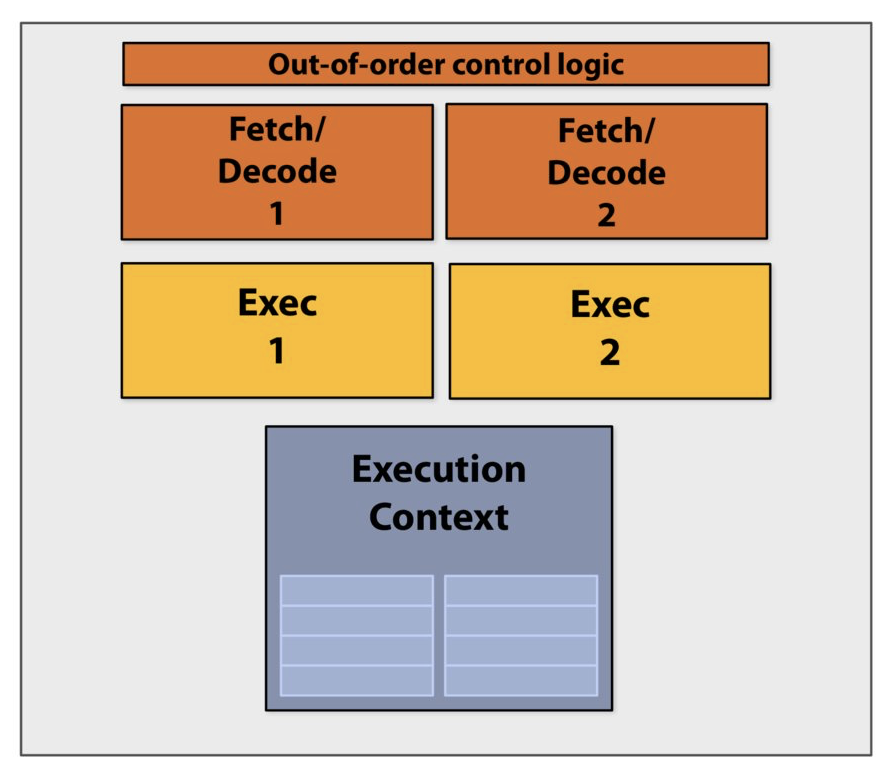 Out-of-order control logic
Fetch/
Decode
1
Fetch/
Decode
2
Exec
1
Exec
2
Execution
Context